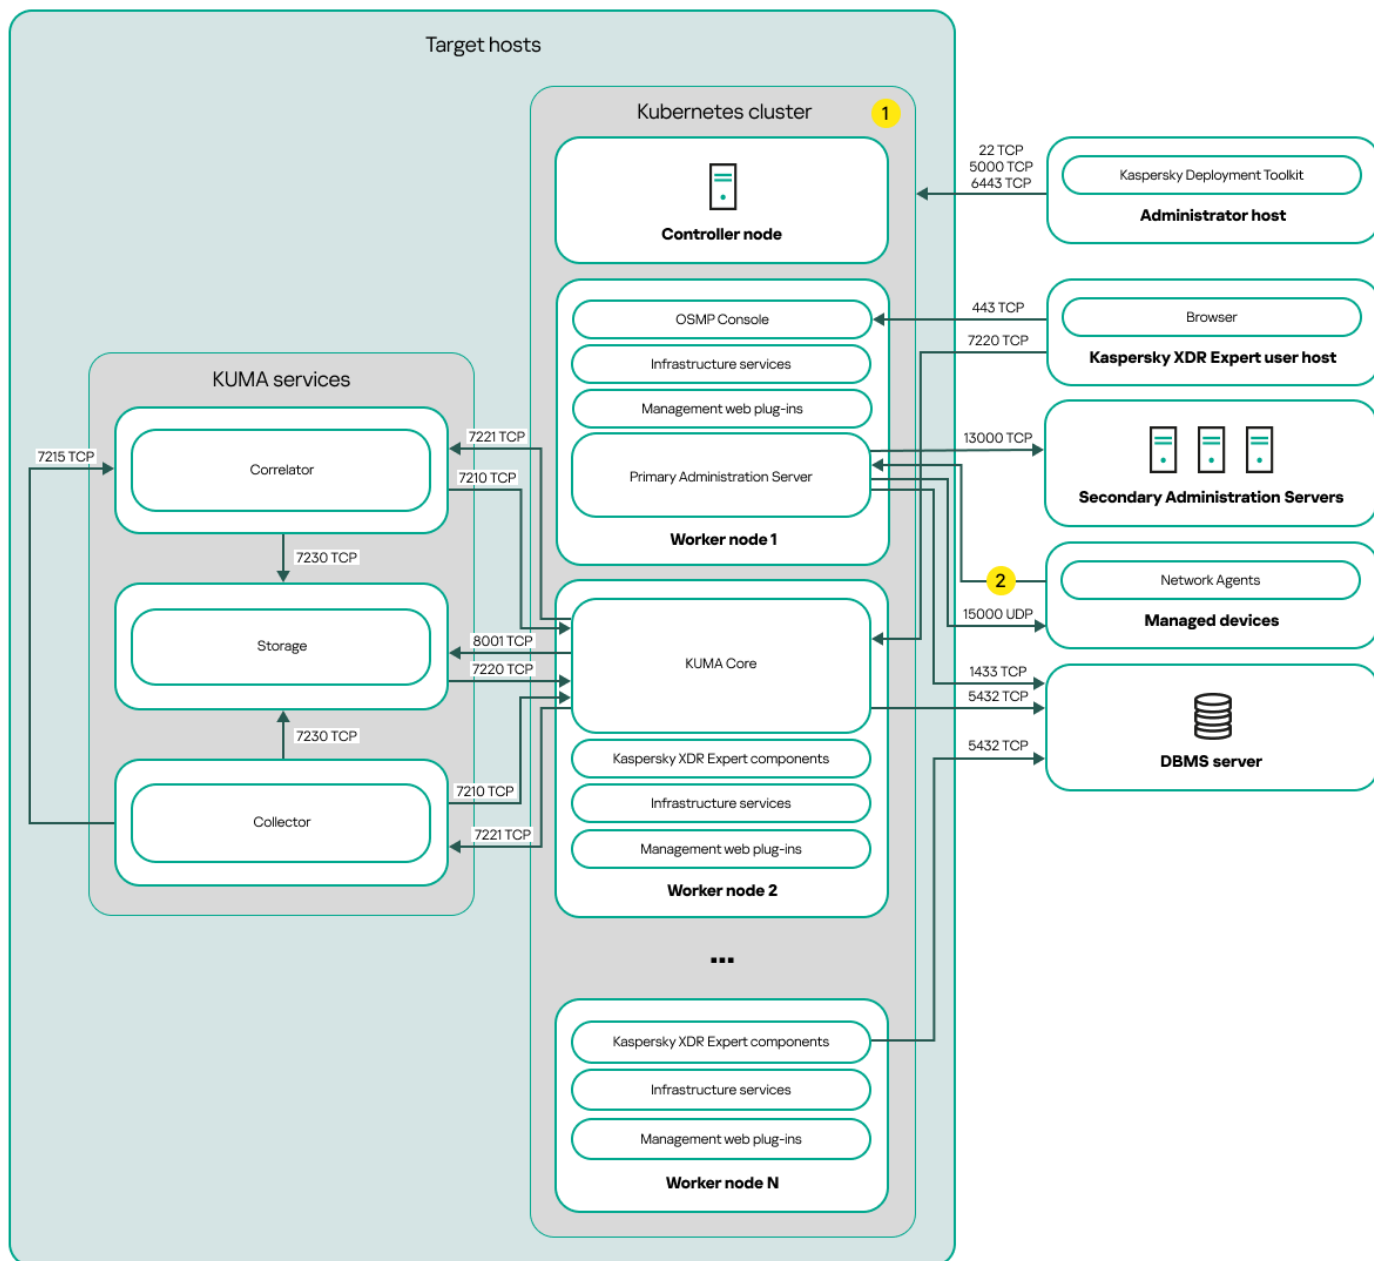 Target hosts
Kubernetes cluster
1
Controller node
22 TCP
5000 TCP
6443 TCP
Kaspersky Deployment Toolkit
Administrator host
OSMP Console
Infrastructure services
Management web plug-ins
Primary Administration Server
Worker node 1
443 TCP
7220 TCP
Browser
Kaspersky XDR Expert user host
13000 TCP
Secondary Administration Servers
2
15000 UDP
Network Agents
Managed devices
1433 TCP
5432 TCP
5432 TCP
DBMS server
KUMA services
7215 TCP
Correlator
7221 TCP
7210 TCP
7230 TCP
Storage
8001 TCP
7220 TCP
7230 TCP
Collector
7210 TCP
7221 TCP
KUMA Core
Kaspersky XDR Expert components
Infrastructure services
Management web plug-ins
Worker node 2
...
Kaspersky XDR Expert components
Infrastructure services
Management web plug-ins
Worker node N